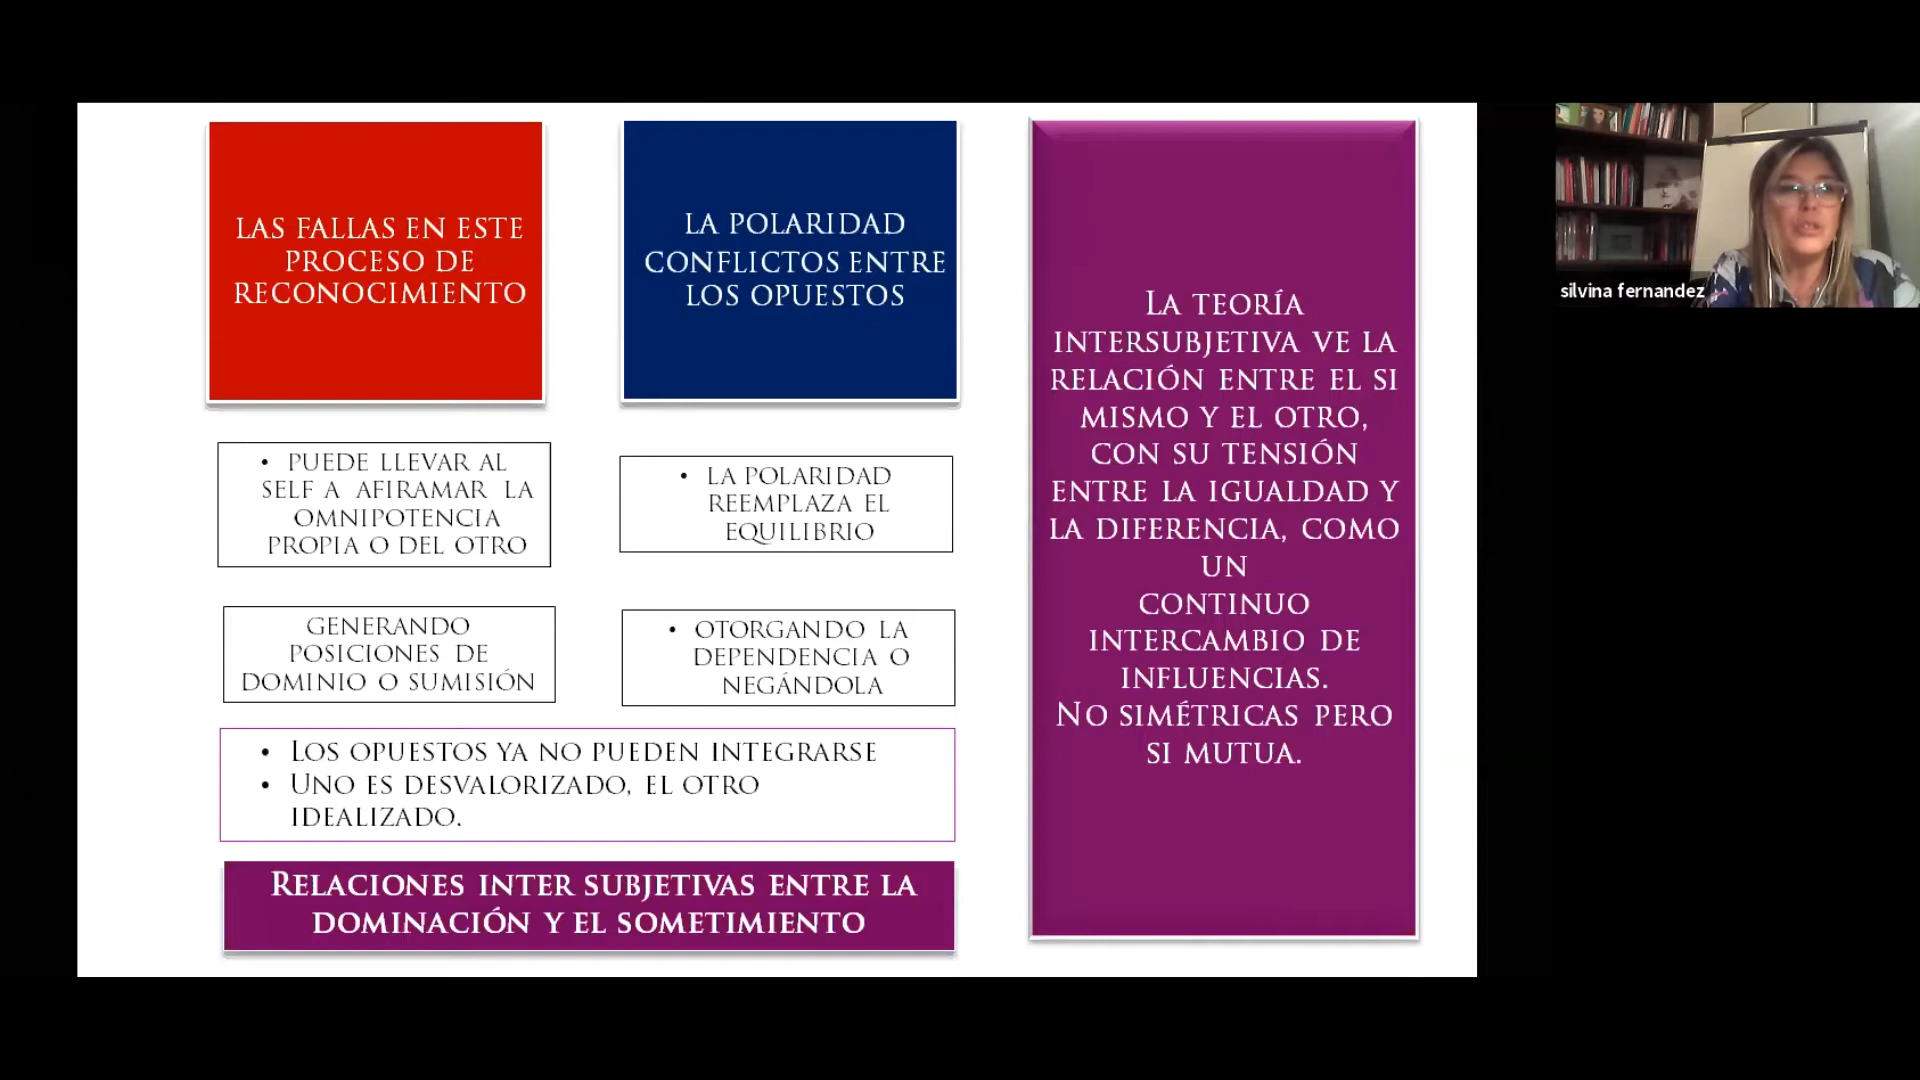 LAS FALLAS EN ESTE
PROCESO DE
RECONOCIMIENTO
LA POLARIDAD
CONFLICTOS ENTRE
LOS OPUESTOS
• PUEDE LLEVAR AL
SELF A AFIRAMAR LA
OMNIPOTENCIA
PROPIA O DEL OTRO
• LA POLARIDAD
REEMPLAZA EL
EQUILIBRIO
GENERANDO
POSICIONES DE
DOMINIO O SUMISIÓN
• OTORGANDO LA
DEPENDENCIA O
NEGÁNDOLA
• LOS OPUESTOS YA NO PUEDEN INTEGRARSE
• UNO ES DESVALORIZADO, EL OTRO
IDEALIZADO.
RELACIONES INTER SUBJETIVAS ENTRE LA
DOMINACIÓN Y EL SOMETIMIENTO
LA TEORÍA
INTERSUBJETIVA VE LA
RELACIÓN ENTRE EL SI
MISMO Y EL OTRO,
CON SU TENSIÓN
ENTRE LA IGUALDAD Y
LA DIFERENCIA, COMO
UN
CONTINUO
INTERCAMBIO DE
INFLUENCIAS.
NO SIMÉTRICAS PERO
SI MUTUA.
silvina fernandez